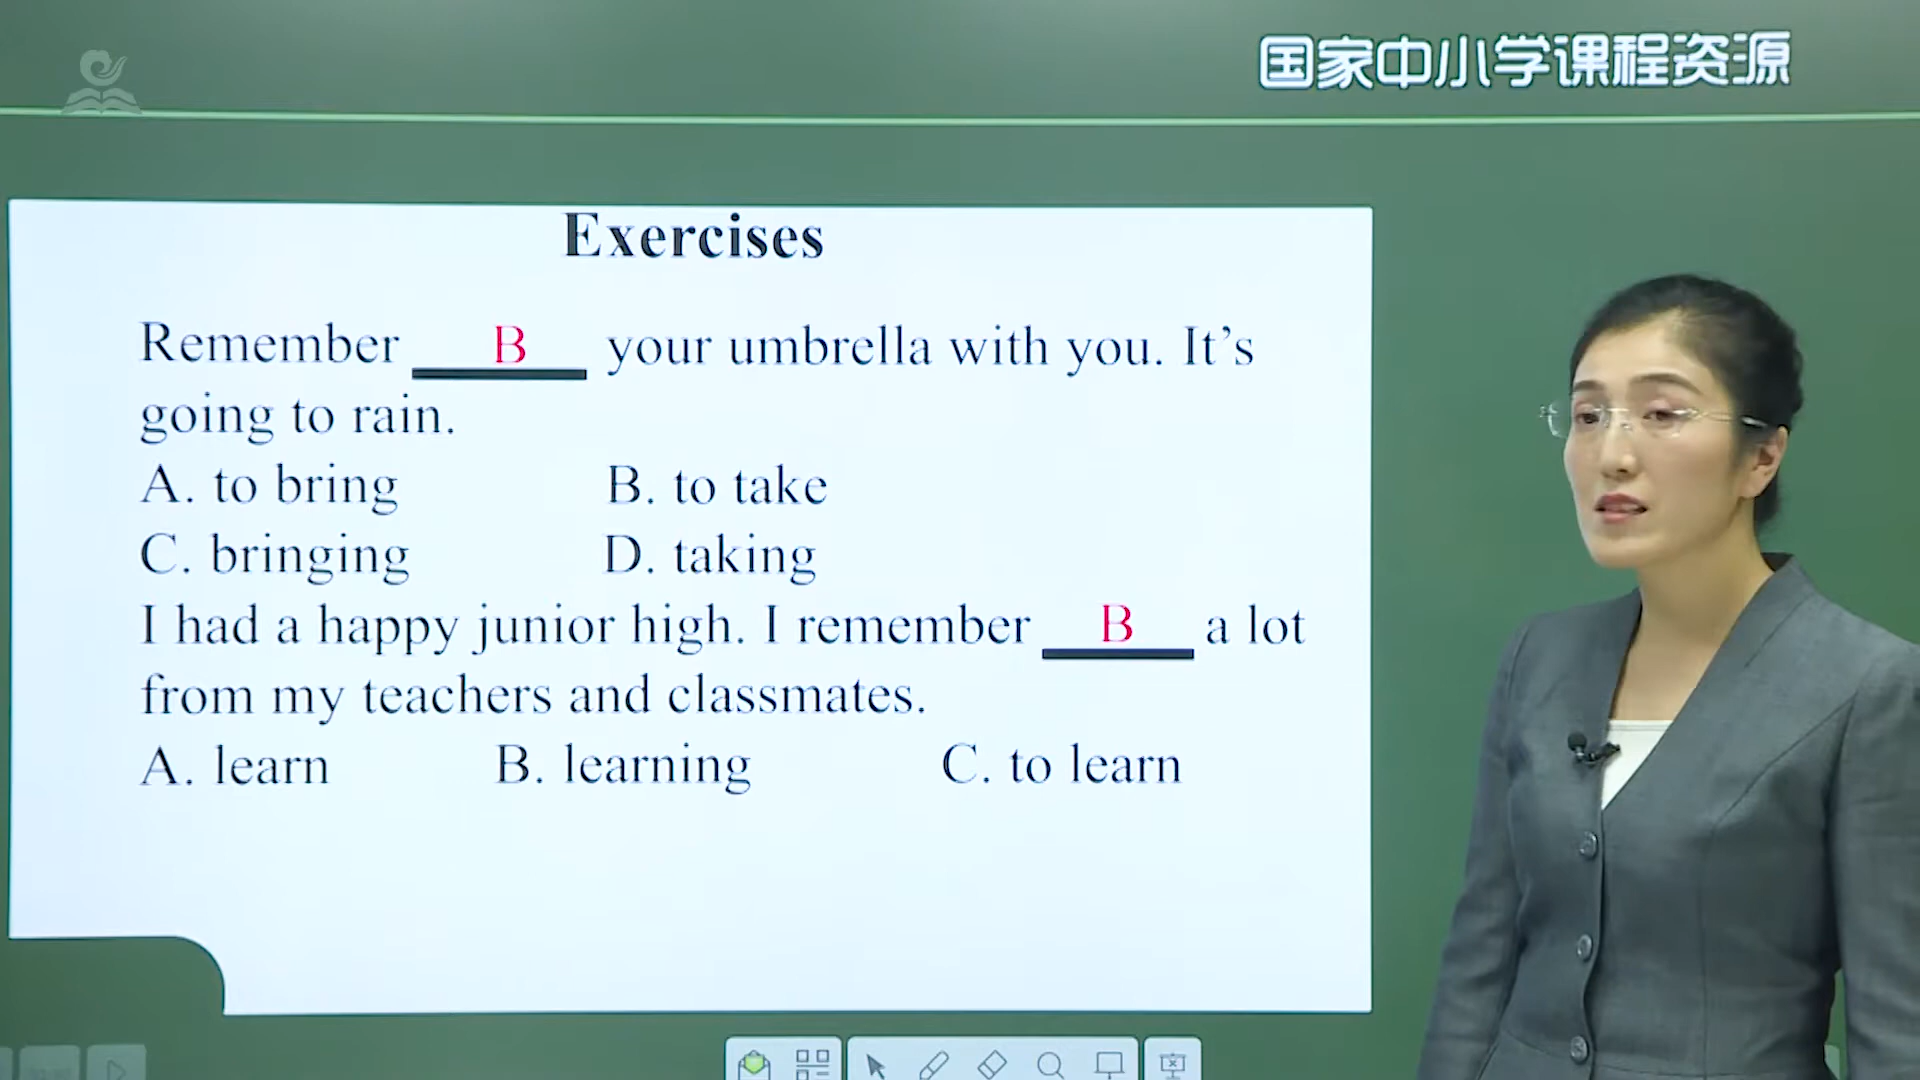 国家中小学课程资源
Exercises
Remember B your umbrella with you. It’s
going to rain.
A. to bring B. to take
C. bringing D. taking
I had a happy junior high. I remember B a lot
from my teachers and classmates.
A. learn B. learning C. to learn